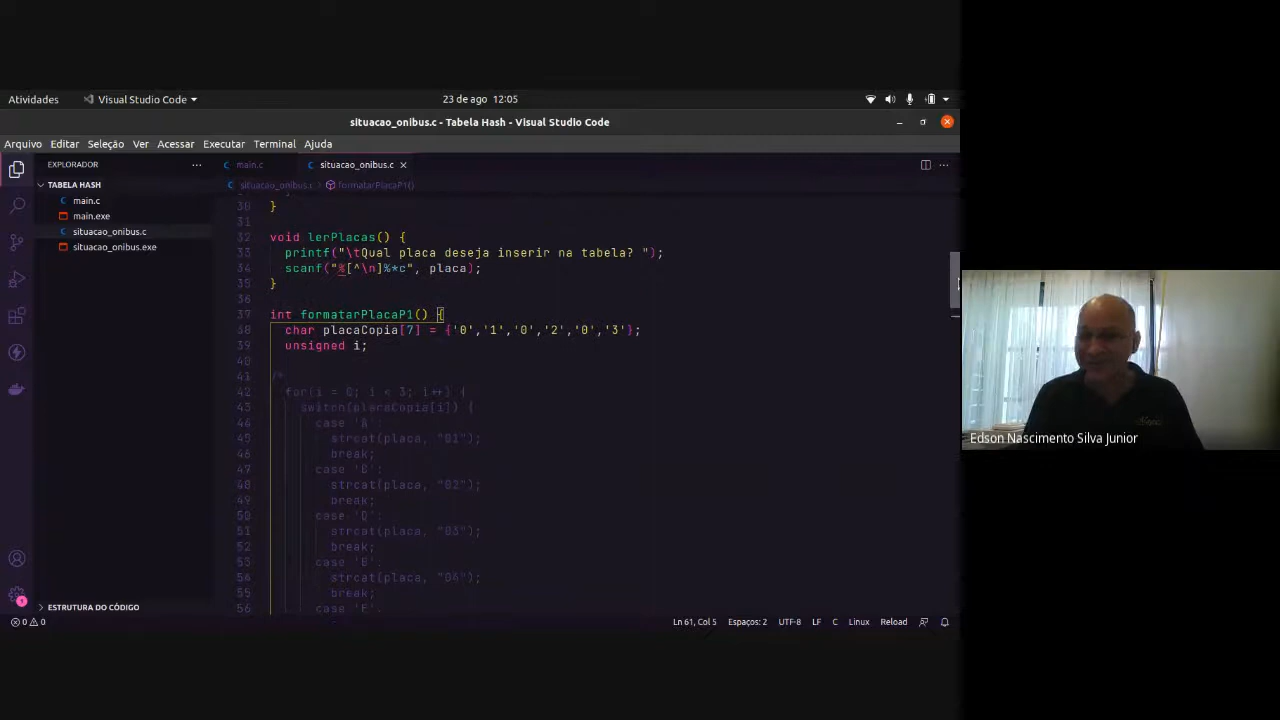 Atividades
Visual Studio Code
23 de ago 12:05
situacao_onibus.c - Tabela Hash - Visual Studio Code
Arquivo Editar Seleção Ver Acessar Executar Terminal Ajuda
EXPLORADOR
TABELA HASH
main.c
main.exe
situacao_onibus.c
situacao_onibus.exe
ESTRUTURA DO CÓDIGO
main.c situacao_onibus.c
situacao_onibus.c > formatarPlacaP1()
30 }
31
32 void lerPlacas() {
33 printf("\tQual placa deseja inserir na tabela? ");
34 scanf("%[^\n]%*c", placa);
35 }
36
37 int formatarPlacaP1() {
38 char placaCopia[7] = {'0','1','0','2','0','3'};
39 unsigned i;
40
41 /*
42 for(i = 0; i < 3; i++) {
43 switch(placaCopia[i]) {
44 case 'A':
45 strcat(placa, "01");
46 break;
47
48 strcat(placa, "02");
49 break;
50
51 strcat(placa, "03");
52 break;
53
54 strcat(placa, "04");
55 break;
56 case 'E'
0 0
Ln 61, Col 5 Espaços: 2 UTF-8 LF C Linux Reload
Edson Nascimento Silva Junior